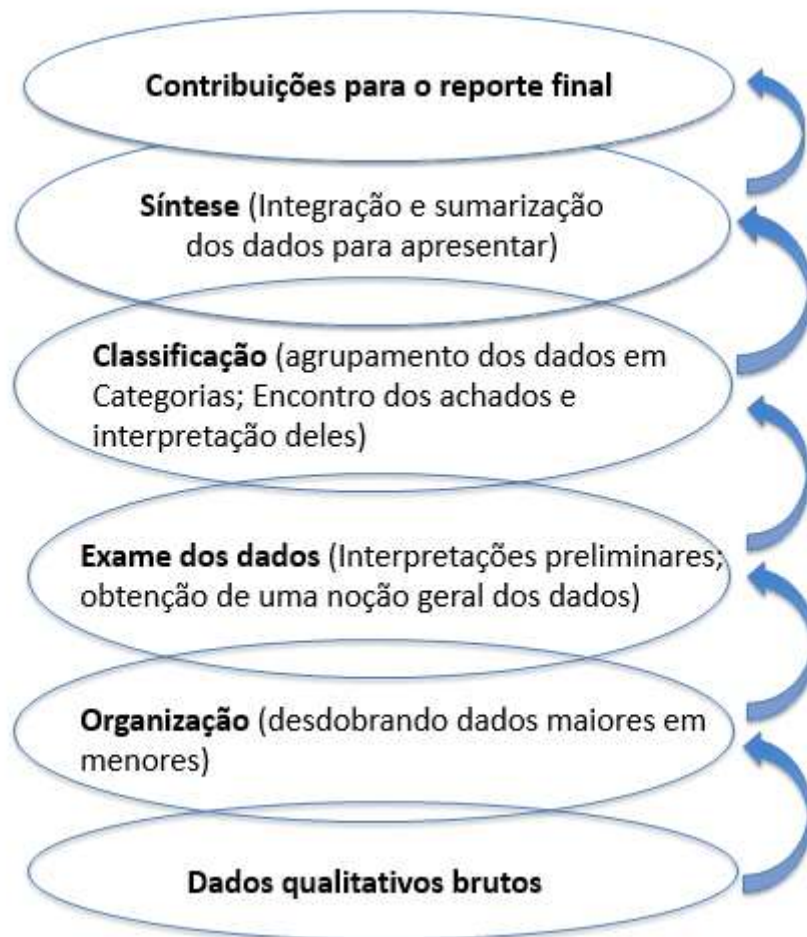 Contribuições para o reporte final
Síntese (Integração e sumarização
dos dados para apresentar)
Classificação (agrupamento dos dados em
Categorias; Encontro dos achados e
interpretação deles)
Exame dos dados (Interpretações preliminares;
obtenção de uma noção geral dos dados)
Organização (desdobrando dados maiores em
menores)
Dados qualitativos brutos